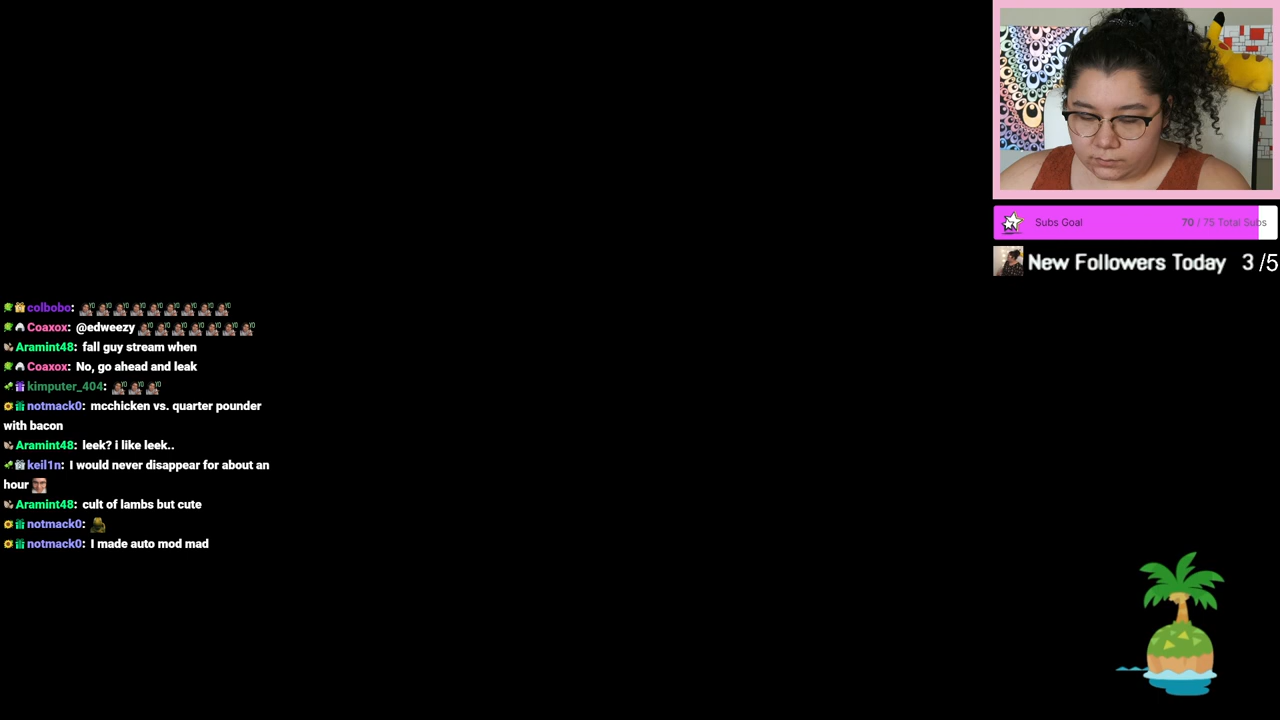 Subs Goal 70 / 75 Total Subs
New Followers Today 3 /5
colbobo:
Coaxox: @edweezy
Aramint48: fall guy stream when
Coaxox: No, go ahead and leak
kimputer_404:
notmack0: mcchicken vs. quarter pounder
with bacon
Aramint48: leek? i like leek..
keil1n: I would never disappear for about an
hour
Aramint48: cult of lambs but cute
notmack0:
notmack0: I made auto mod mad